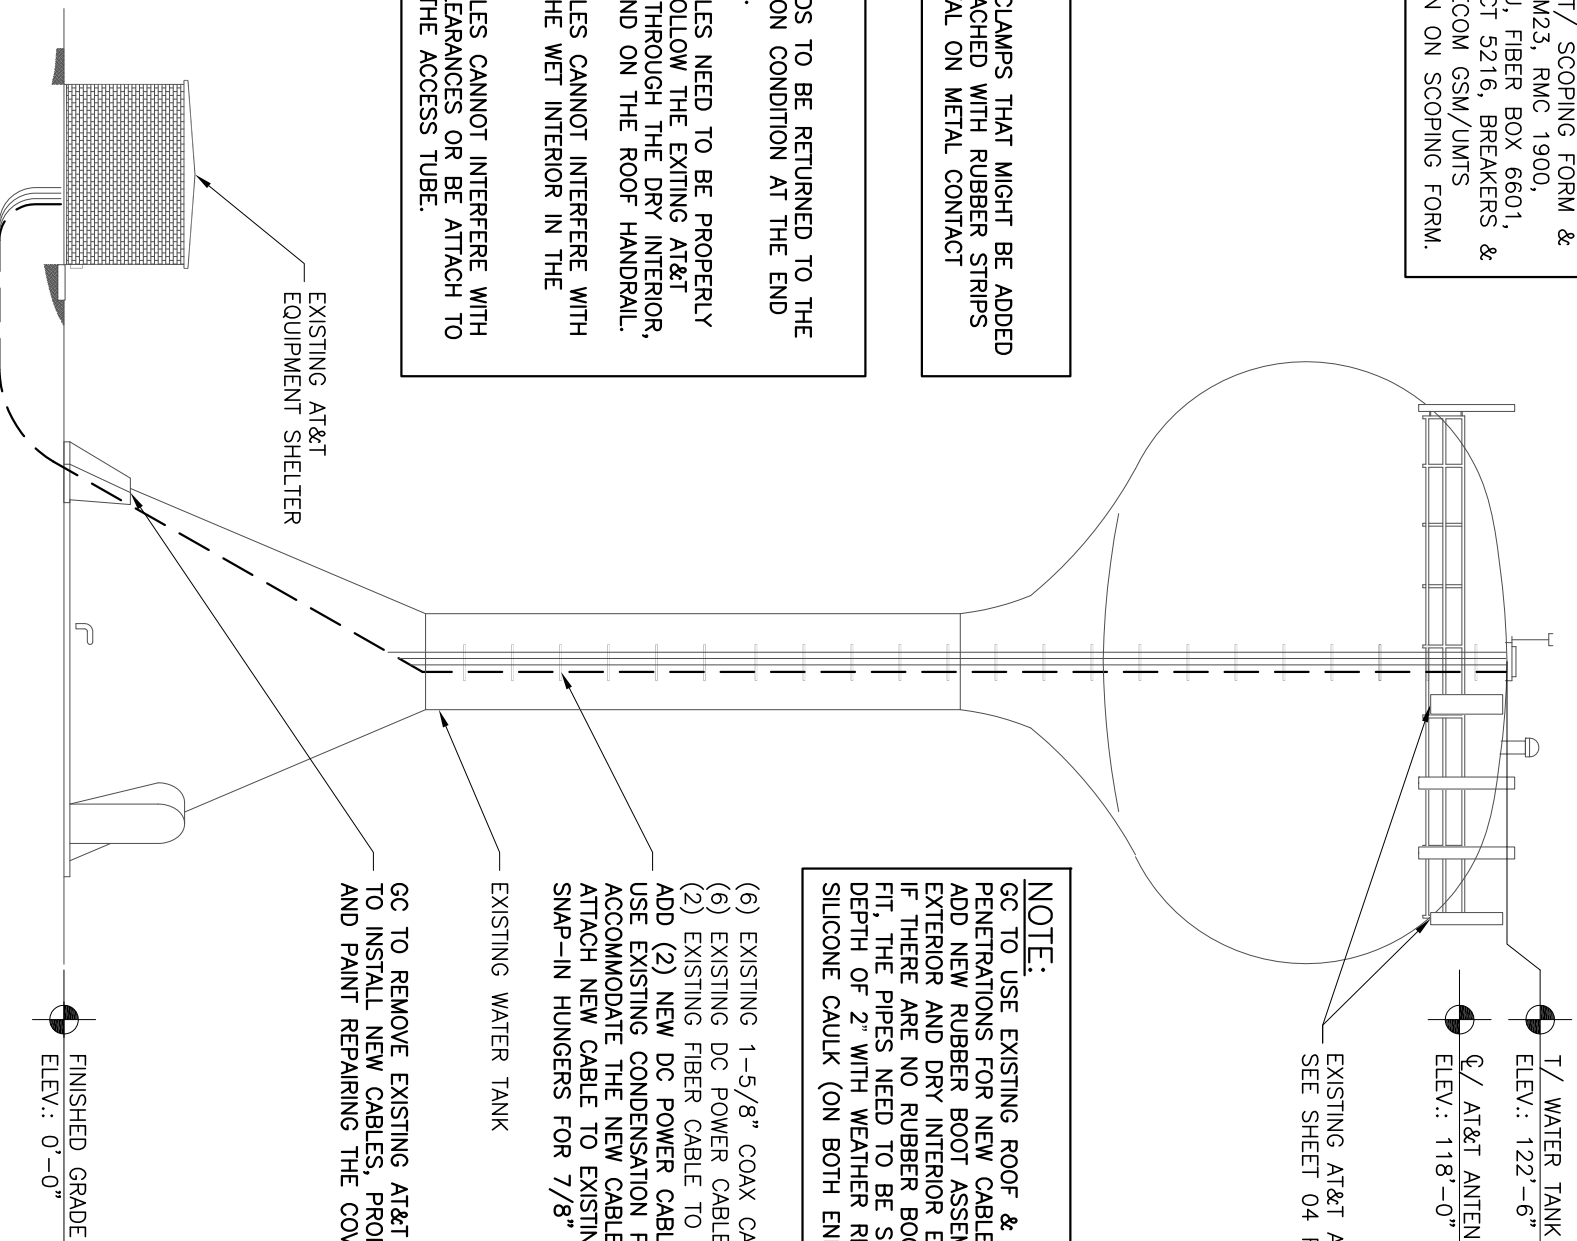 T/ SCOPING FORM &
M23, RMC 1900,
FIBER BOX 6601,
CT 5216, BREAKERS &
ECOM GSM/UMTS
N ON SCOPING FORM.
CLAMPS THAT MIGHT BE ADDED
ACHED WITH RUBBER STRIPS
AL ON METAL CONTACT
OS TO BE RETURNED TO THE
ON CONDITION AT THE END
LES NEED TO BE PROPERLY
OLLOW THE EXITING AT&T
THROUGH THE DRY INTERIOR,
ND ON THE ROOF HANDRAIL.
LES CANNOT INTERFERE WITH
HE WET INTERIOR IN THE
LES CANNOT INTERFERE WITH
EARANCES OR BE ATTACH TO
THE ACCESS TUBE.
EXISTING AT&T
EQUIPMENT SHELTER
T/ WATER TANK
ELEV.: 122'-6"
℄/ AT&T ANTEN
ELEV.: 118'-0"
EXISTING AT&T A
SEE SHEET 04 F
NOTE:
GC TO USE EXISTING ROOF &
PENETRATIONS FOR NEW CABLE
ADD NEW RUBBER BOOT ASSEM
EXTERIOR AND DRY INTERIOR E
IF THERE ARE NO RUBBER BOO
FIT, THE PIPES NEED TO BE S
DEPTH OF 2" WITH WEATHER RE
SILICONE CAULK (ON BOTH EN
(6) EXISTING 1-5/8" COAX CA
(6) EXISTING DC POWER CABLE
(2) EXISTING FIBER CABLE TO
ADD (2) NEW DC POWER CABL
USE EXISTING CONDENSATION F
ACCOMMODATE THE NEW CABLE
ATTACH NEW CABLE TO EXISTIN
SNAP-IN HUNGERS FOR 7/8"
EXISTING WATER TANK
GC TO REMOVE EXISTING AT&T
TO INSTALL NEW CABLES, PROP
AND PAINT REPAIRING THE COV
FINISHED GRADE
ELEV.: 0'-0"